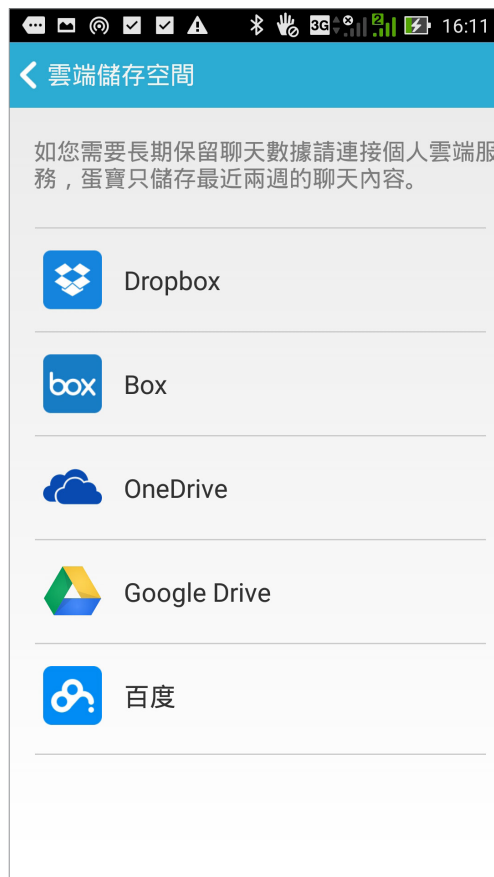 3G 2 16:11
雲端儲存空間
如您需要長期保留聊天數據請連接個人雲端服
務，蛋寶只儲存最近兩週的聊天內容。
Dropbox
box Box
OneDrive
Google Drive
百度